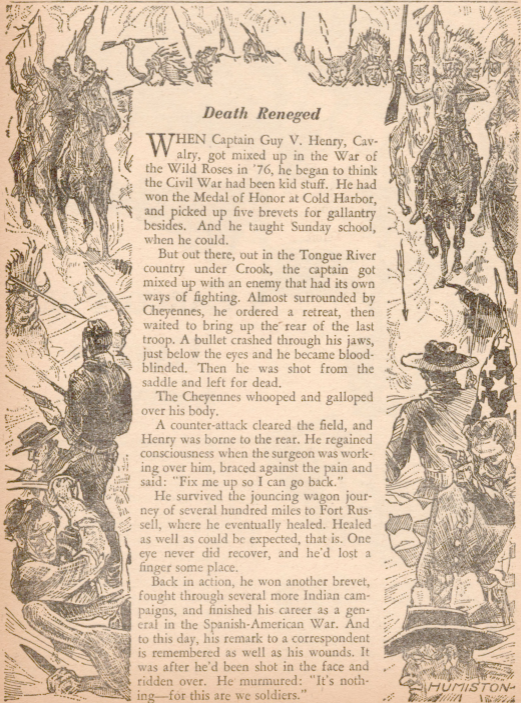 Death Reneged
WHEN Captain Guy V. Henry, Cav-
alry, got mixed up in the War of
the Wild Roses in '76, he began to think
the Civil War had been kid stuff. He had
won the Medal of Honor at Cold Harbor,
and picked up five brevets for gallantry
besides. And he taught Sunday school,
when he could.
But out there, out in the Tongue River
country under Crook, the captain got
mixed up with an enemy that had its own
ways of fighting. Almost surrounded by
Cheyennes, he ordered a retreat, then
waited to bring up the rear of the last
troop. A bullet crashed through his jaws,
just below the eyes and he became blood-
blinded. Then he was shot from the
saddle and left for dead.
The Cheyennes whooped and galloped
over his body.
A counter-attack cleared the field, and
Henry was borne to the rear. He regained
consciousness when the surgeon was work-
ing over him, braced against the pain and
said: "Fix me up so I can go back."
He survived the jouncing wagon jour-
ney of several hundred miles to Fort Rus-
sell, where he eventually healed. Healed
as well as could be expected, that is. One
eye never did recover, and he'd lost a
finger some place.
Back in action, he won another brevet,
fought through several more Indian cam-
paigns, and finished his career as a gen-
eral in the Spanish-American War. And
to this day, his remark to a correspondent
is remembered as well as his wounds. It
was after he'd been shot in the face and
ridden over. He murmured: "It's noth-
ing—for this are we soldiers."
HUMISTON